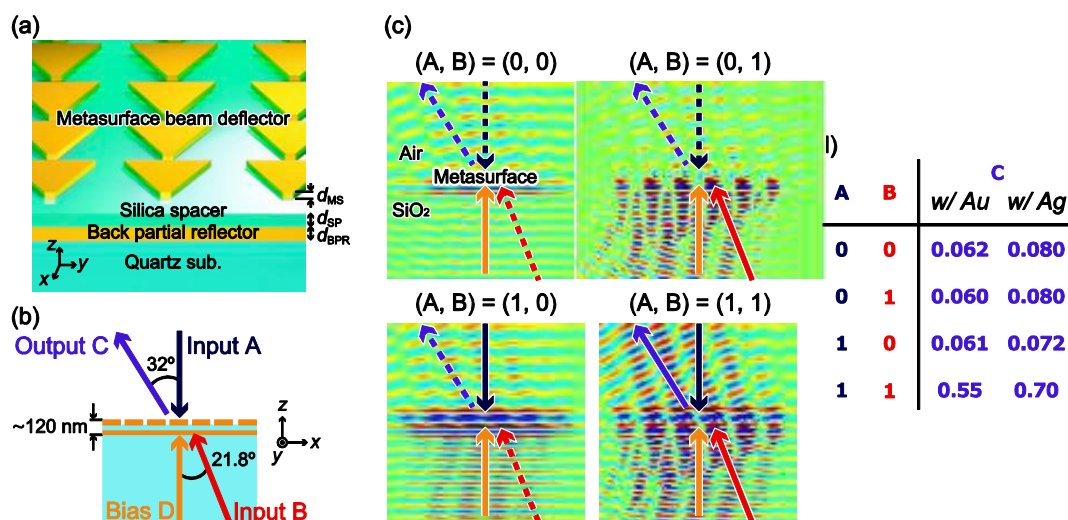 (a)
Metasurface beam deflector
dMS
Silica spacer
dSP
Back partial reflector
dBPR
z
y
x
Quartz sub.
(b)
Output C
Input A
32º
~120 nm
z
y
x
21.8º
Bias D
Input B
(c)
(A, B) = (0, 0)
(A, B) = (0, 1)
Air
Metasurface
SiO₂
(A, B) = (1, 0)
(A, B) = (1, 1)
l)
C
A B w/ Au w/ Ag
0 0 0.062 0.080
0 1 0.060 0.080
1 0 0.061 0.072
1 1 0.55 0.70